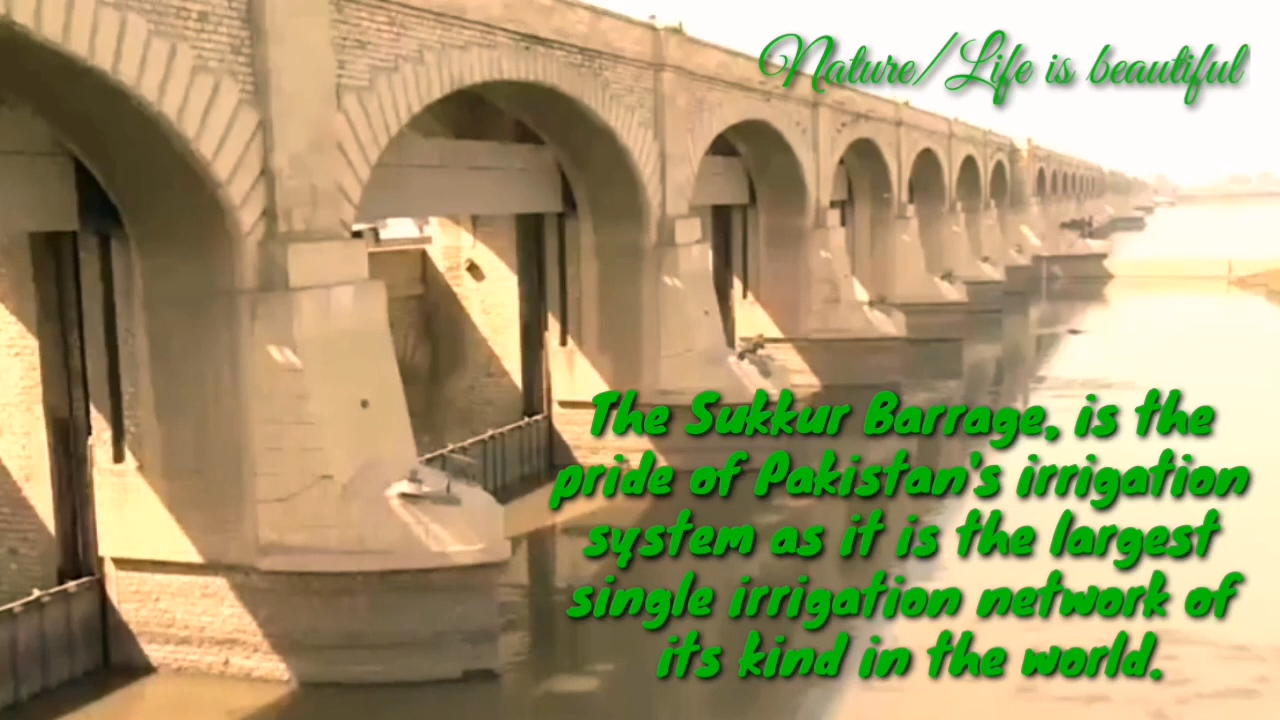 Nature/Life is beautiful
The Sukkur Barrage, is the
pride of Pakistan's irrigation
system as it is the largest
single irrigation network of
its kind in the world.